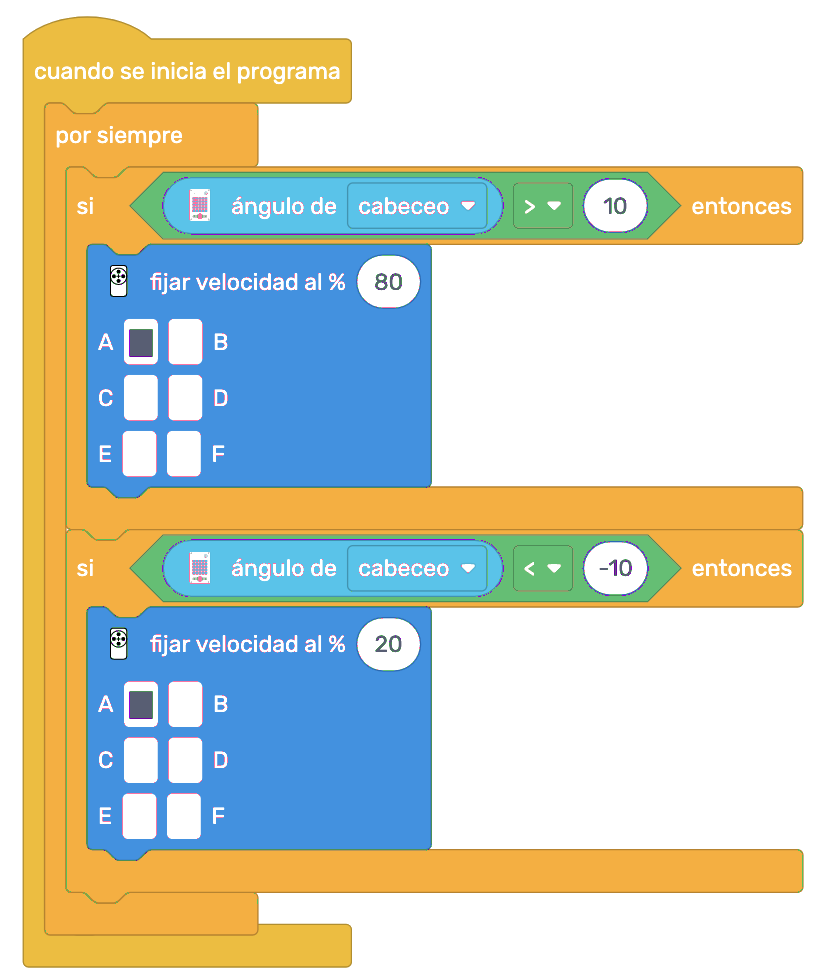 cuando se inicia el programa
por siempre
si ángulo de cabeceo > 10 entonces
fijar velocidad al % 80
A B
C D
E F
si ángulo de cabeceo < -10 entonces
fijar velocidad al % 20
A B
C D
E F